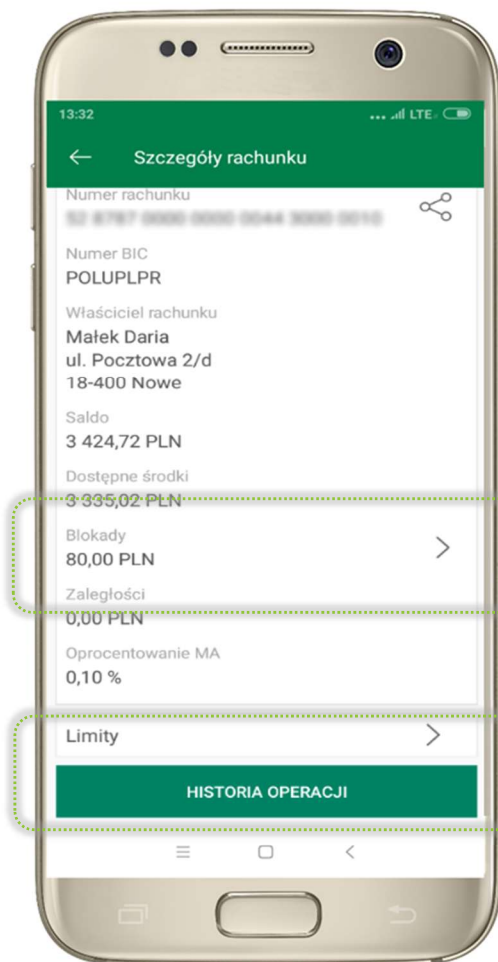 13:32
LTE
Szczegóły rachunku
Numer rachunku
Numer BIC
POLUPLPR
Właściciel rachunku
Małek Daria
ul. Pocztowa 2/d
18-400 Nowe
Saldo
3 424,72 PLN
Dostępne środki
3 335,02 PLN
Blokady
80,00 PLN
Zaległości
0,00 PLN
Oprocentowanie MA
0,10 %
Limity
HISTORIA OPERACJI